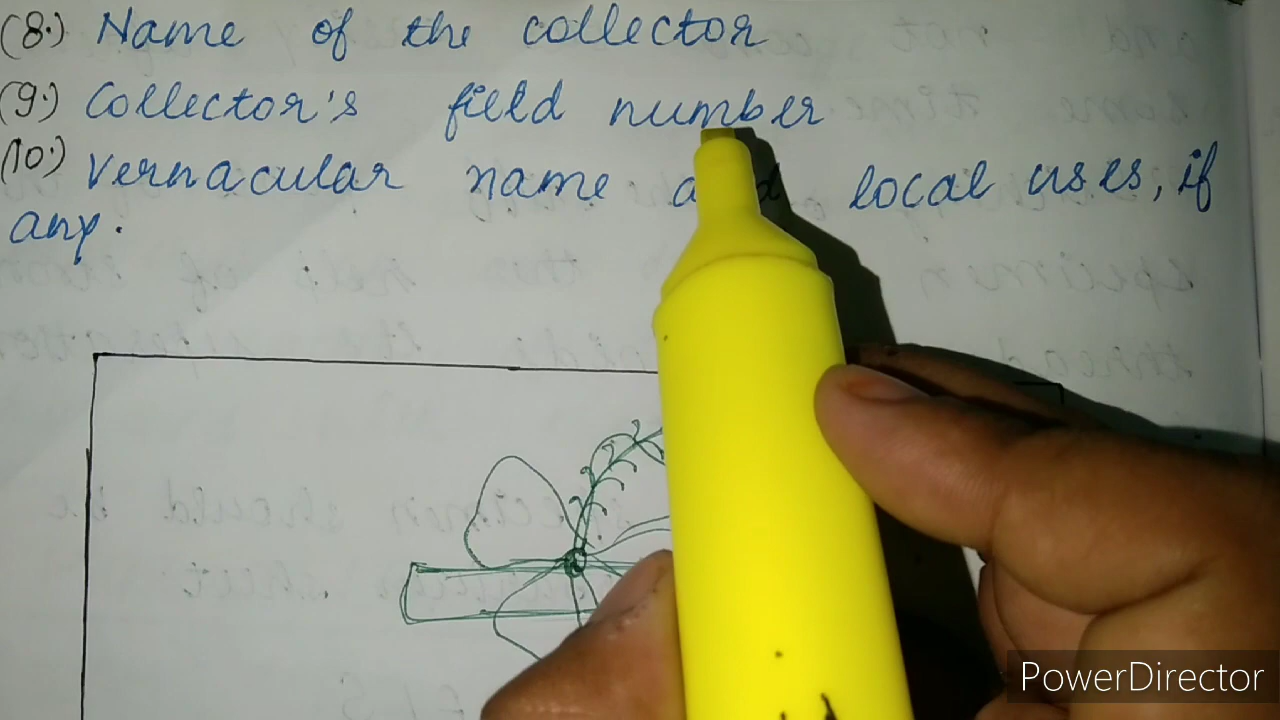 (8.) Name of the collector
(9.) Collector's field number
(10.) Vernacular name local uses, if
any.
PowerDirector